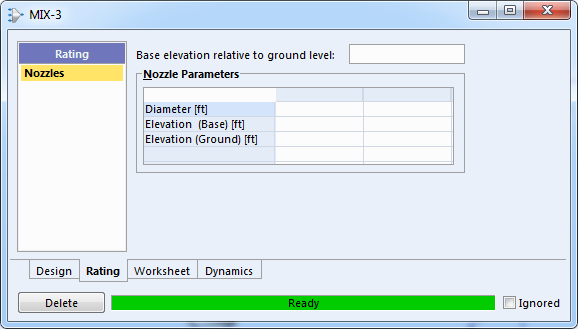 MIX-3
Rating
Nozzles
Base elevation relative to ground level:
Nozzle Parameters
Diameter [ft]
Elevation (Base) [ft]
Elevation (Ground) [ft]
Design Rating Worksheet Dynamics
Delete Ready Ignored